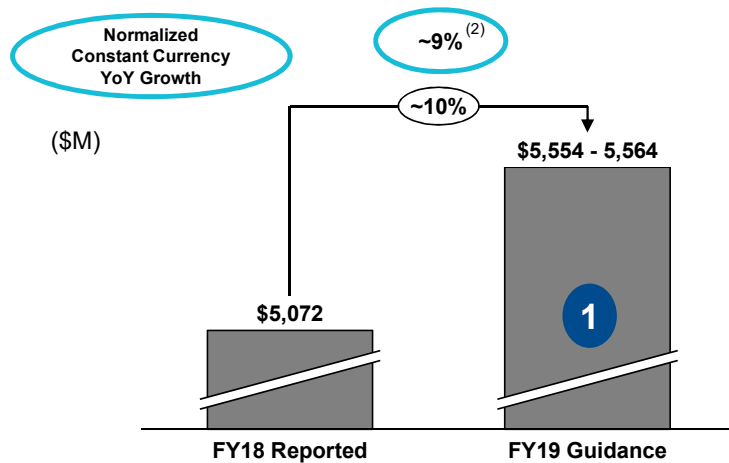 Normalized
Constant Currency
YoY Growth
~9% (2)
~10%
($M)
$5,554 - 5,564
$5,072
1
FY18 Reported
FY19 Guidance